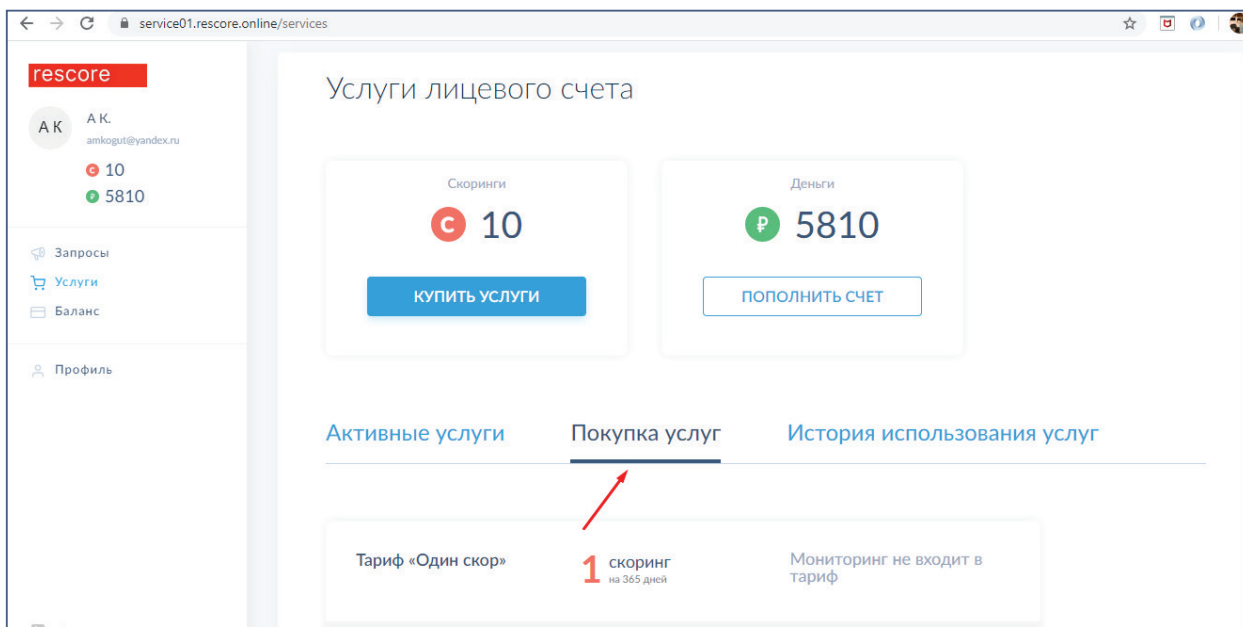 service01.rescore.online/services
rescore
А К
А К.
amkogut@yandex.ru
С 10
₽ 5810
Запросы
Услуги
Баланс
Профиль
Услуги лицевого счета
Скоринги
С 10
КУПИТЬ УСЛУГИ
Деньги
₽ 5810
ПОПОЛНИТЬ СЧЕТ
Активные услуги
Покупка услуг
История использования услуг
Тариф «Один скор»
1 скоринг
на 365 дней
Мониторинг не входит в
тариф